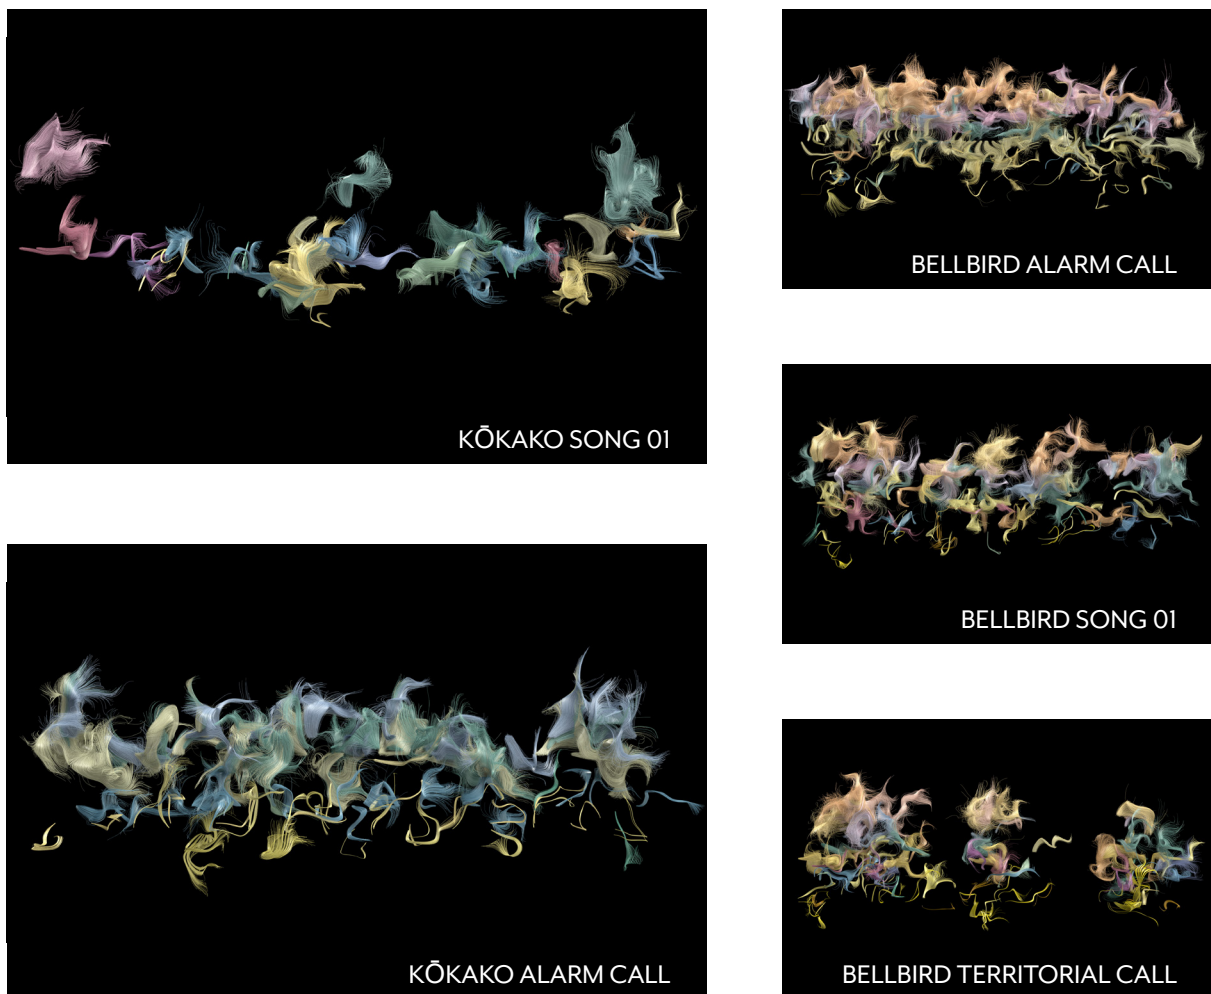 KŌKAKO SONG 01
KŌKAKO ALARM CALL
BELLBIRD ALARM CALL
BELLBIRD SONG 01
BELLBIRD TERRITORIAL CALL